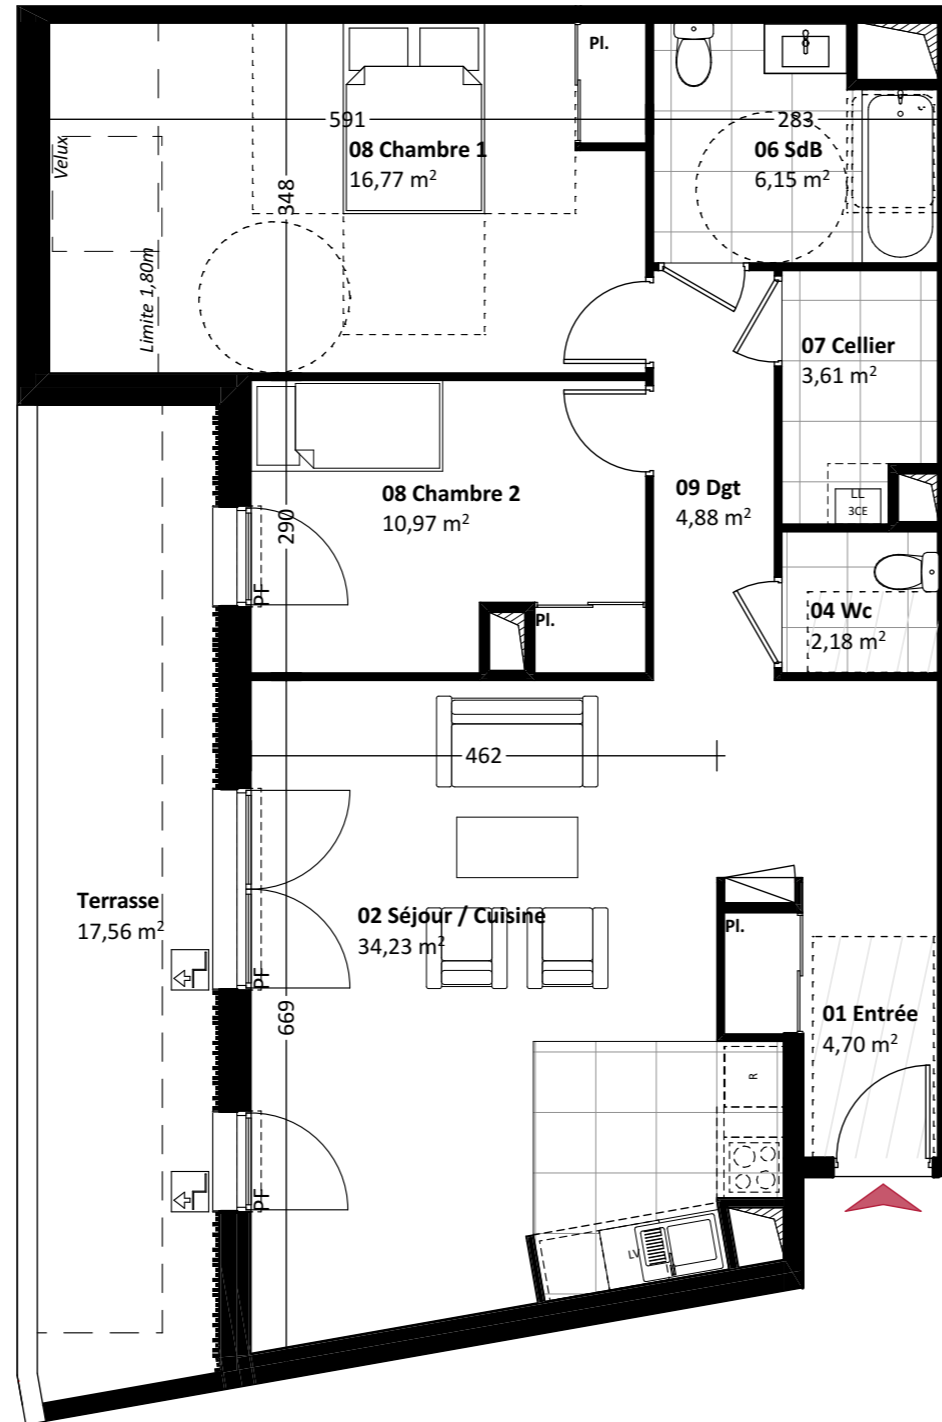 Pl.
591
283
Velux
08 Chambre 1
16,77 m²
06 SdB
6,15 m²
348
Limite 1,80m
07 Cellier
3,61 m²
08 Chambre 2
10,97 m²
09 Dgt
4,88 m²
LL
3CE
290
PF
Pl.
04 Wc
2,18 m²
462
Terrasse
17,56 m²
02 Séjour / Cuisine
34,23 m²
Pl.
PF
669
01 Entrée
4,70 m²
R
PF
LV